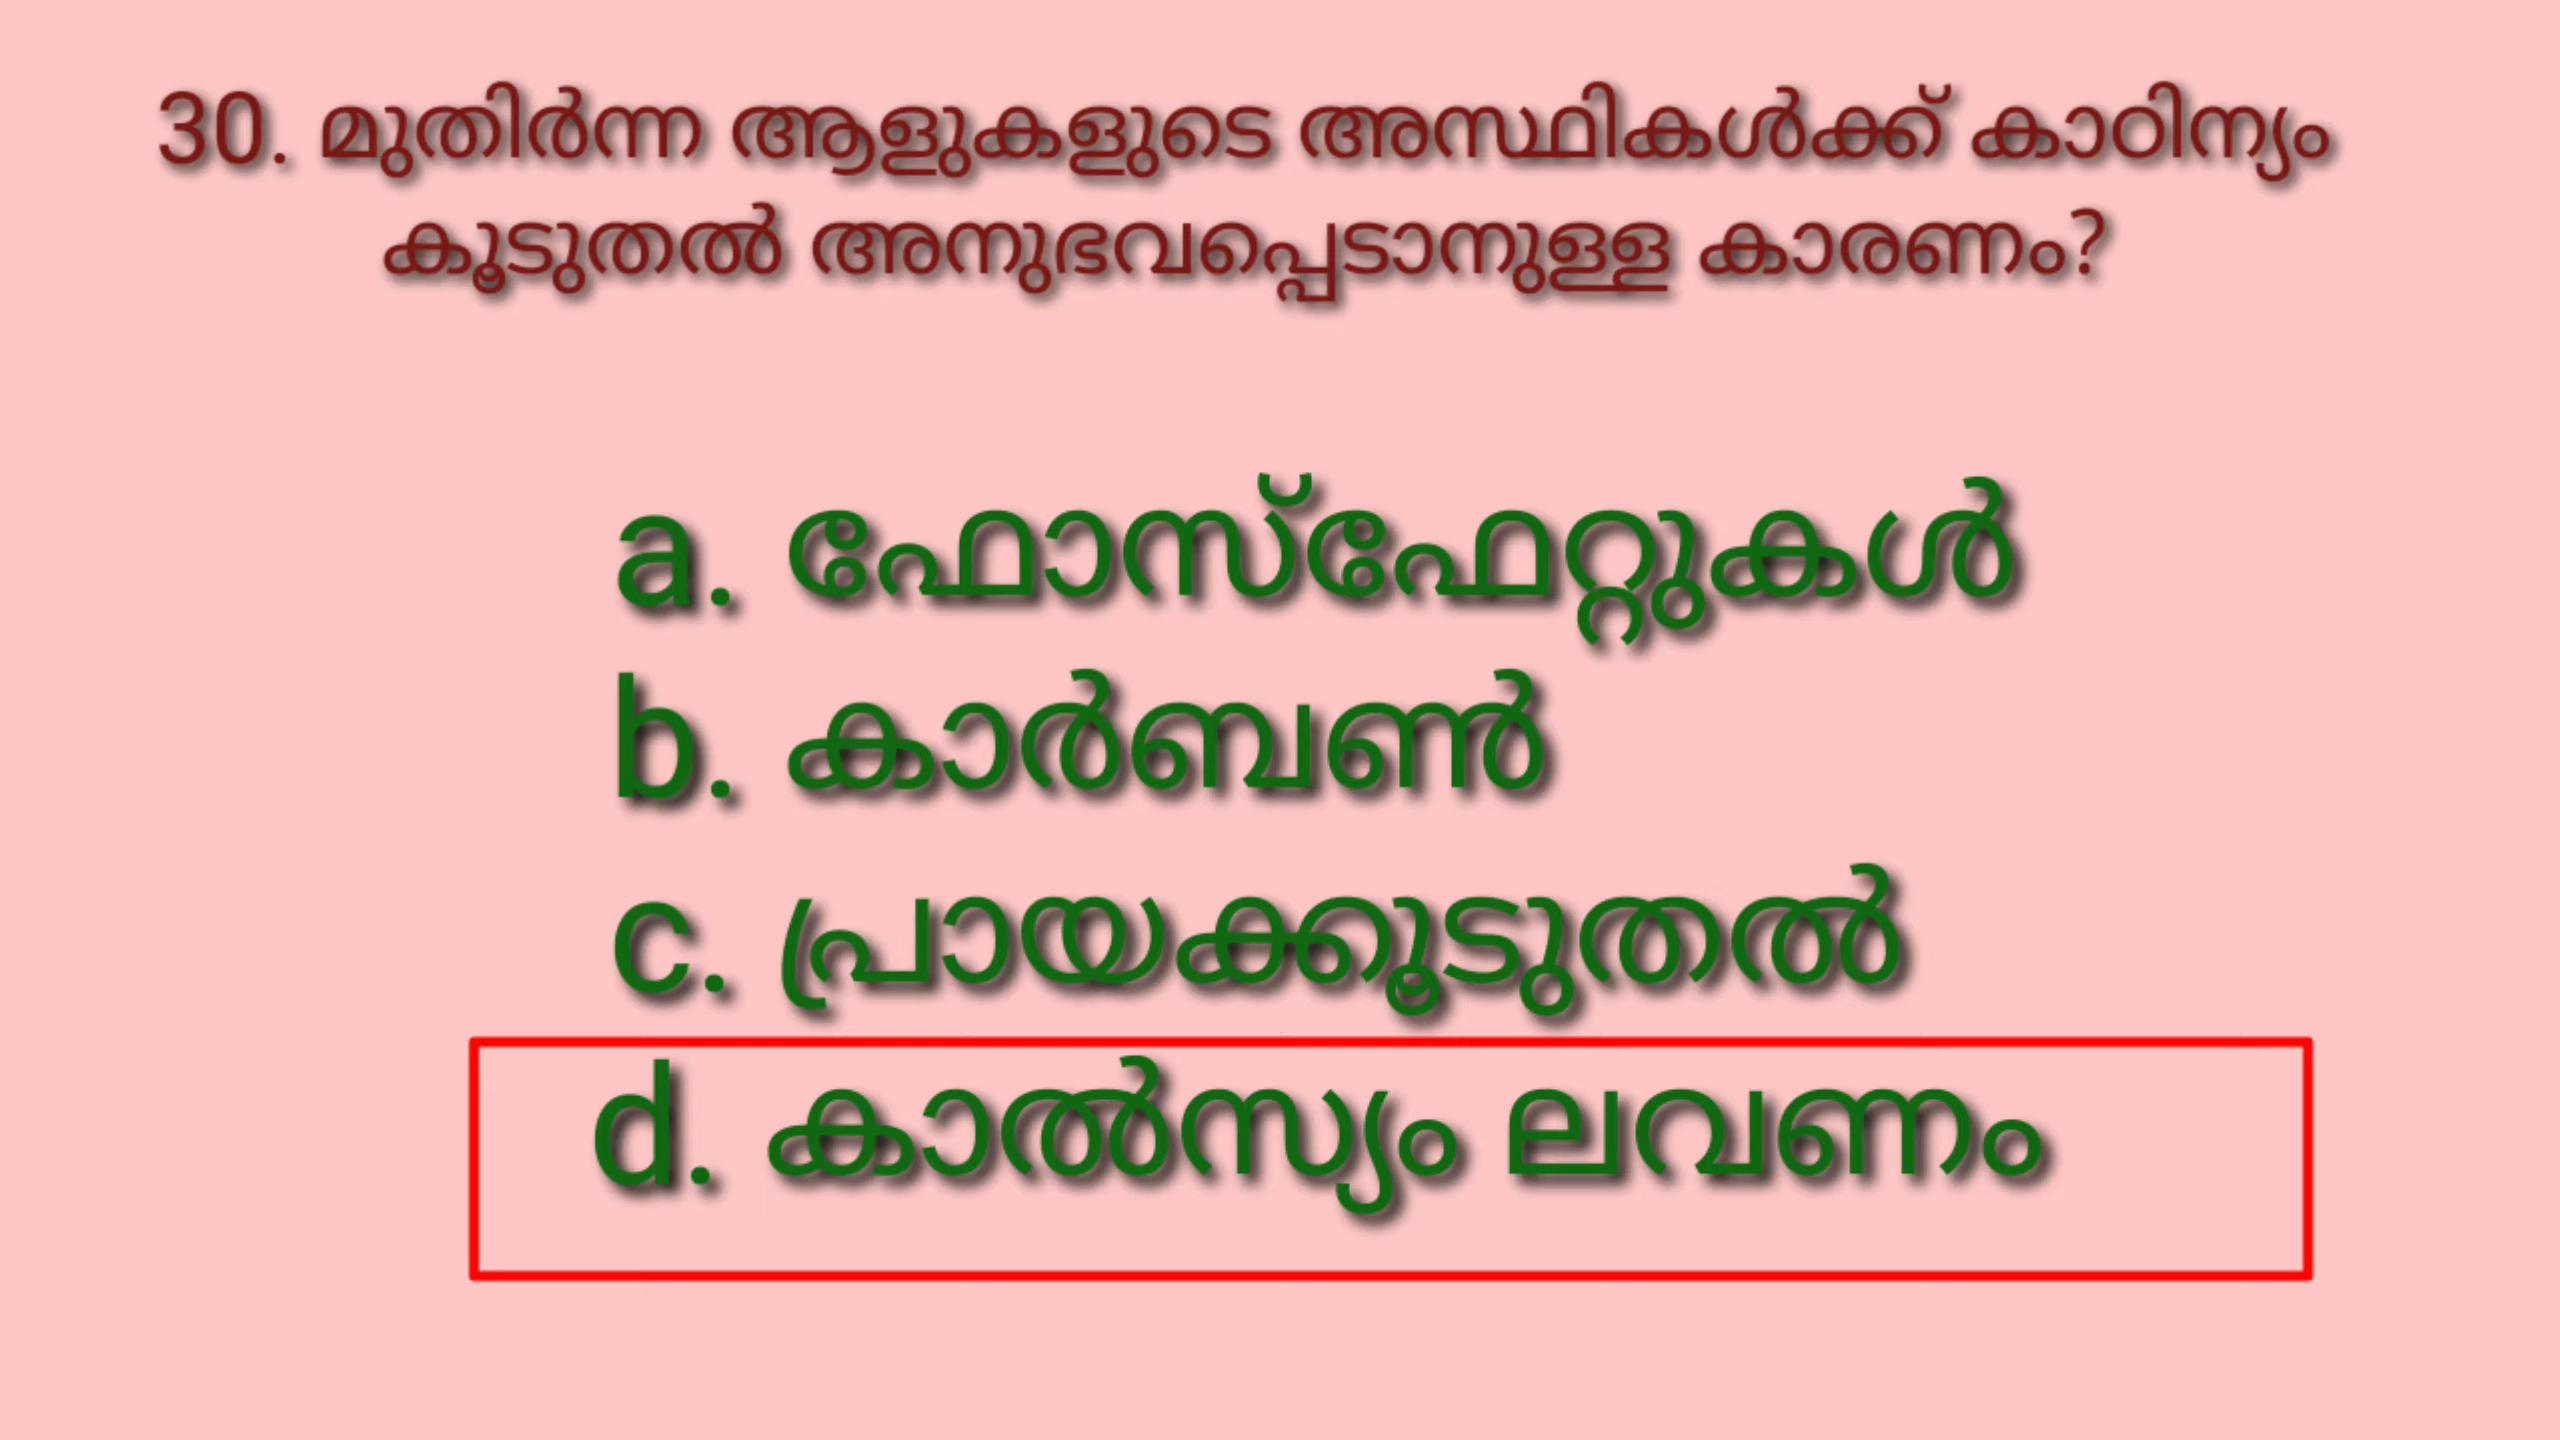 30. മുതിർന്ന ആളുകളുടെ അസ്ഥികൾക്ക് കാഠിന്യം
കൂടുതൽ അനുഭവപ്പെടാനുള്ള കാരണം?
a. ഫോസ്ഫേറ്റുകൾ
b. കാർബൺ
c. പ്രായക്കൂടുതൽ
d. കാൽസ്യം ലവണം